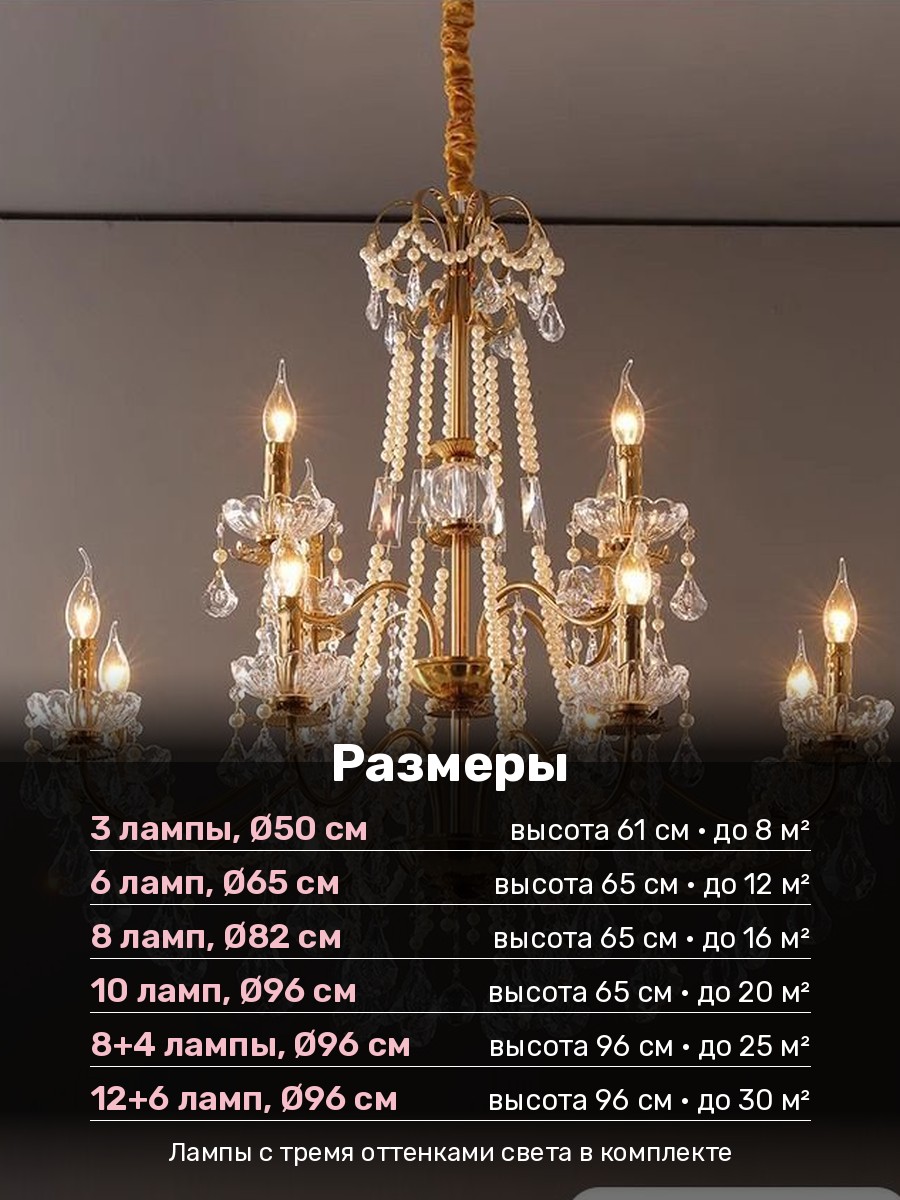 Размеры
3 лампы, Ø50 см высота 61 см • до 8 м²
6 ламп, Ø65 см высота 65 см • до 12 м²
8 ламп, Ø82 см высота 65 см • до 16 м²
10 ламп, Ø96 см высота 65 см • до 20 м²
8+4 лампы, Ø96 см высота 96 см • до 25 м²
12+6 ламп, Ø96 см высота 96 см • до 30 м²
Лампы с тремя оттенками света в комплекте